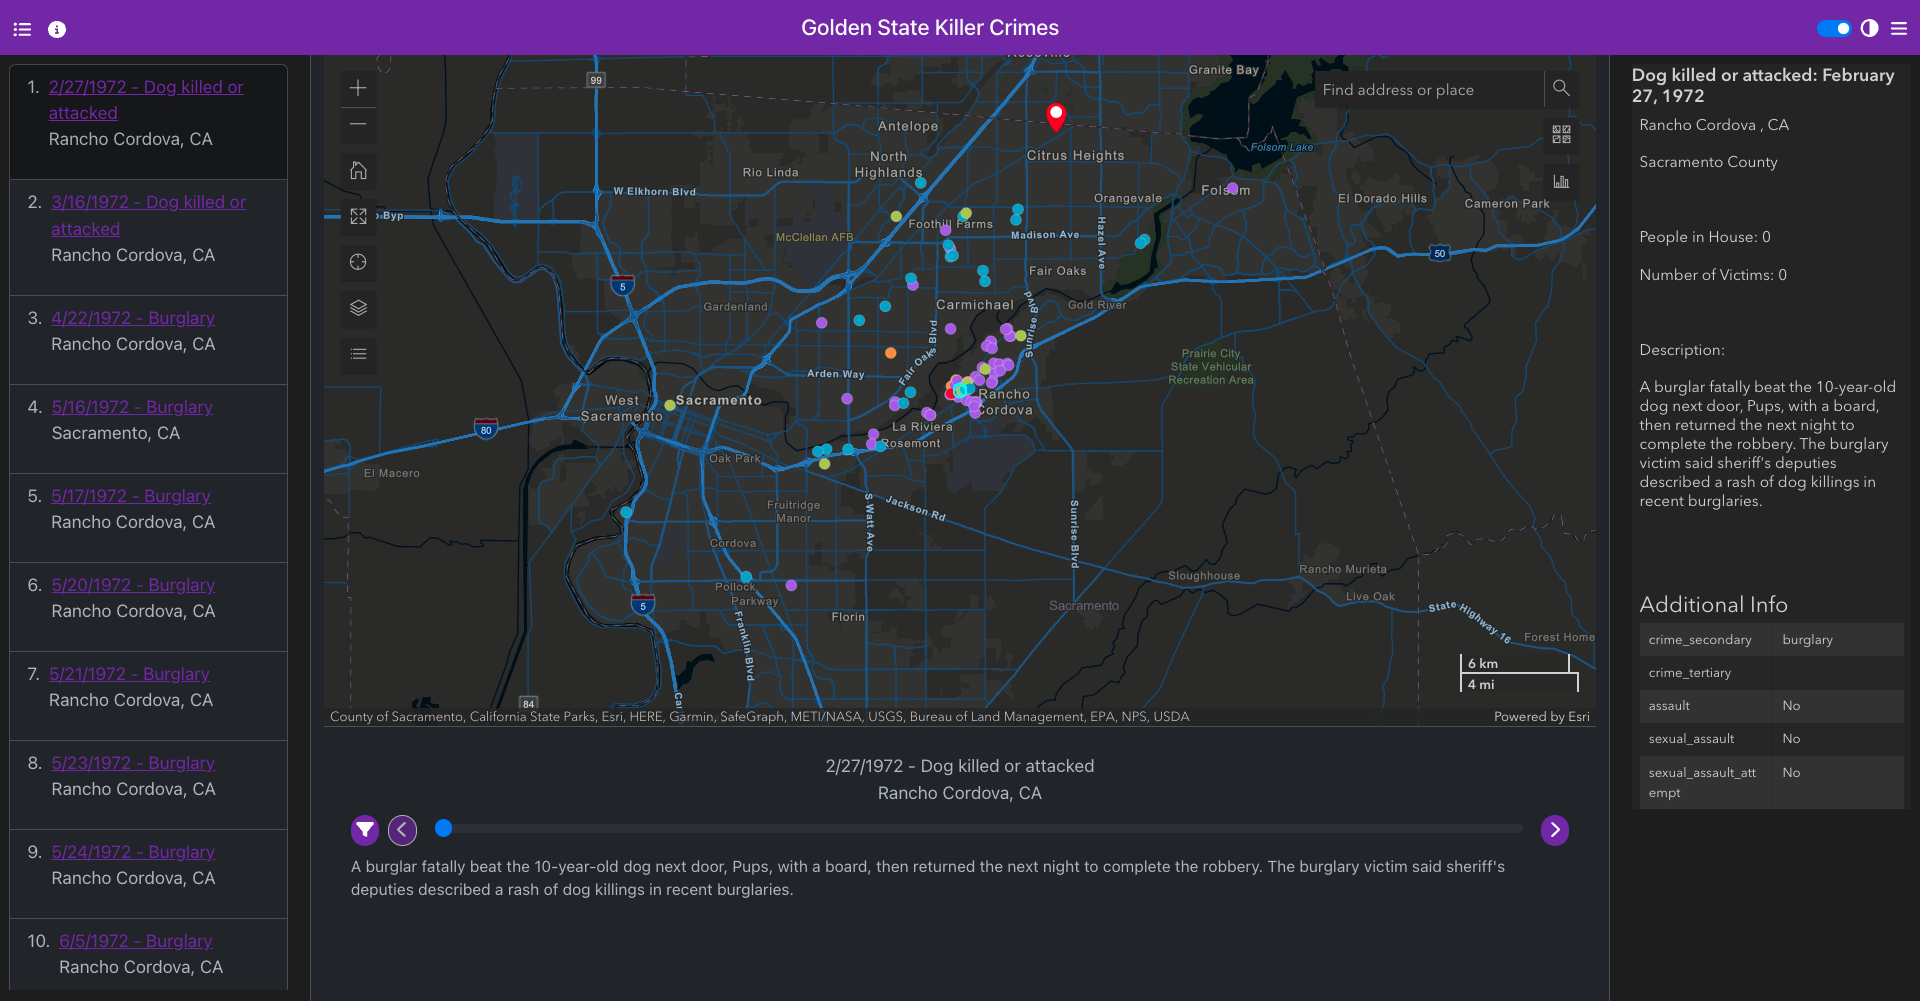 Golden State Killer Crimes
1. 2/27/1972 - Dog killed or
attacked
Rancho Cordova, CA
2. 3/16/1972 - Dog killed or
attacked
Rancho Cordova, CA
3. 4/22/1972 - Burglary
Rancho Cordova, CA
4. 5/16/1972 - Burglary
Sacramento, CA
5. 5/17/1972 - Burglary
Rancho Cordova, CA
6. 5/20/1972 - Burglary
Rancho Cordova, CA
7. 5/21/1972 - Burglary
Rancho Cordova, CA
8. 5/23/1972 - Burglary
Rancho Cordova, CA
9. 5/24/1972 - Burglary
Rancho Cordova, CA
10. 6/5/1972 - Burglary
Rancho Cordova, CA
Roseville
Granite Bay
99
Find address or place
Antelope
Citrus Heights
Folsom Lake
North
Highlands
Rio Linda
W Elkhorn Blvd
Orangevale
Folsom
El Dorado Hills
Cameron Park
o Byp
Foothill Farms
McClellan AFB
Madison Ave
Hazel Ave
50
Fair Oaks
5
Gardenland
Carmichael
Gold River
Sunrise Blvd
Fair Oaks Blvd
Prairie City
State Vehicular
Recreation Area
Arden Way
West
Sacramento
Sacramento
Rancho
Cordova
80
La Riviera
Rosemont
Oak Park
El Macero
Fruitridge
Manor
S Watt Ave
Jackson Rd
Sunrise Blvd
Cordova
Pollock
Parkway
Sloughhouse
Rancho Murieta
Live Oak
5
Florin
Franklin Blvd
Sacramento
State Highway 16
Forest Home
6 km
4 mi
84
Car
County of Sacramento, California State Parks, Esri, HERE, Garmin, SafeGraph, METI/NASA, USGS, Bureau of Land Management, EPA, NPS, USDA
Powered by Esri
2/27/1972 - Dog killed or attacked
Rancho Cordova, CA
A burglar fatally beat the 10-year-old dog next door, Pups, with a board, then returned the next night to complete the robbery. The burglary victim said sheriff's
deputies described a rash of dog killings in recent burglaries.
Dog killed or attacked: February
27, 1972
Rancho Cordova , CA
Sacramento County
People in House: 0
Number of Victims: 0
Description:
A burglar fatally beat the 10-year-old
dog next door, Pups, with a board,
then returned the next night to
complete the robbery. The burglary
victim said sheriff's deputies
described a rash of dog killings in
recent burglaries.
Additional Info
crime_secondary burglary
crime_tertiary
assault No
sexual_assault No
sexual_assault_att No
empt